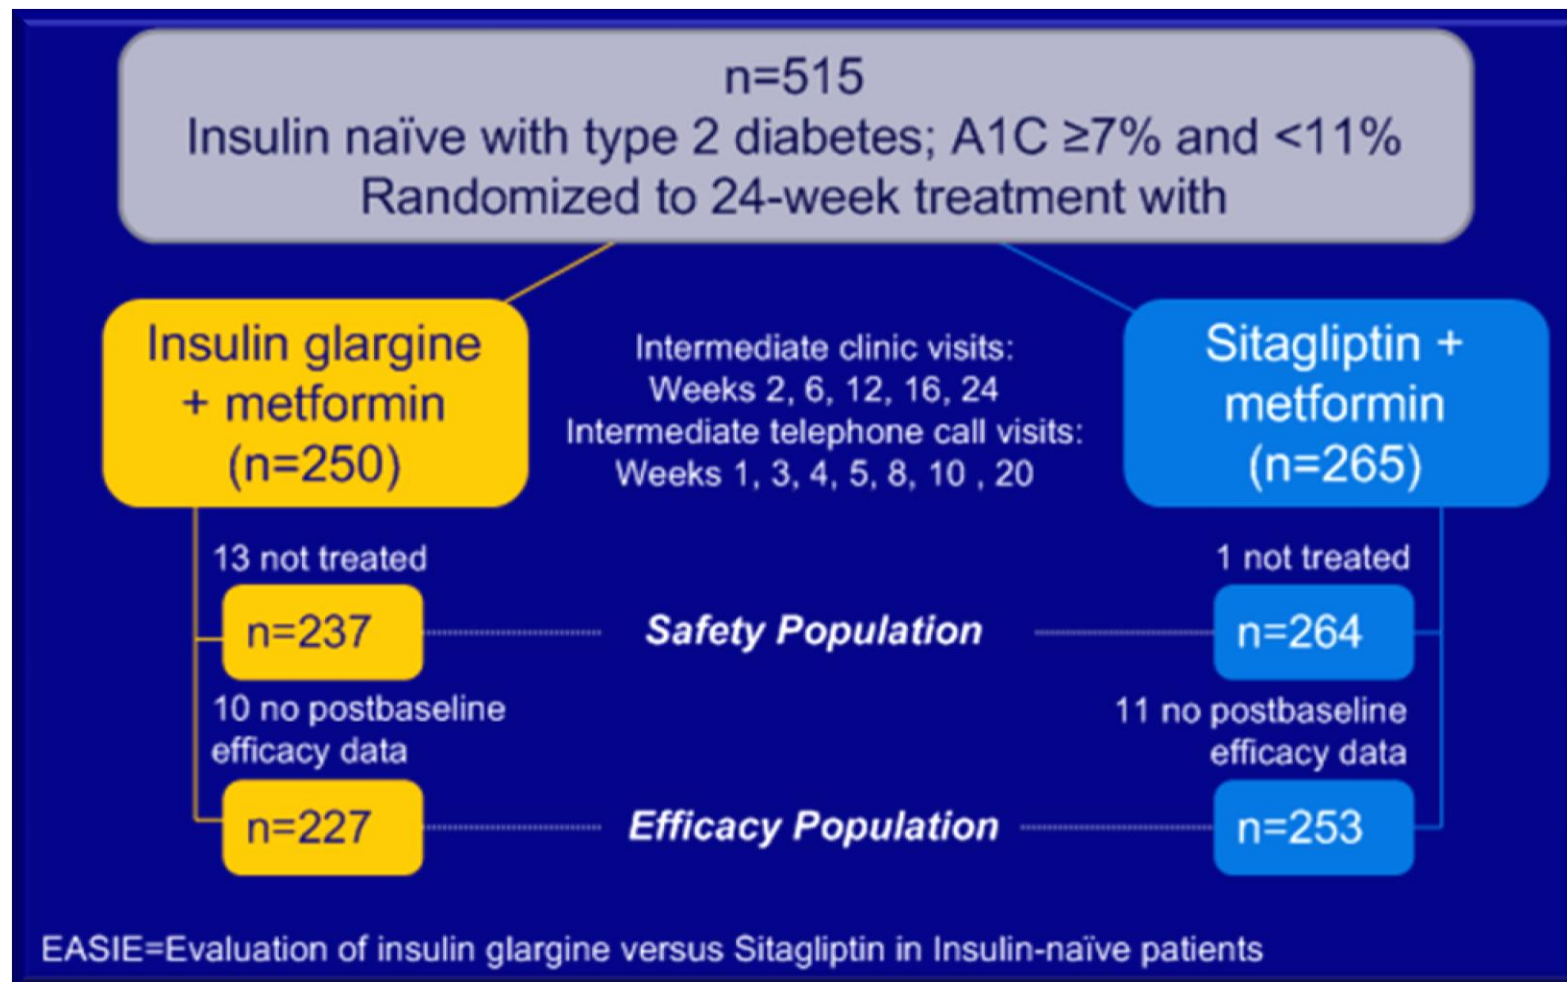 n=515
Insulin naïve with type 2 diabetes; A1C ≥7% and <11%
Randomized to 24-week treatment with
Insulin glargine
+ metformin
(n=250)
Intermediate clinic visits:
Weeks 2, 6, 12, 16, 24
Intermediate telephone call visits:
Weeks 1, 3, 4, 5, 8, 10 , 20
Sitagliptin +
metformin
(n=265)
13 not treated
1 not treated
n=237
Safety Population
n=264
10 no postbaseline
efficacy data
11 no postbaseline
efficacy data
n=227
Efficacy Population
n=253
EASIE=Evaluation of insulin glargine versus Sitagliptin in Insulin-naïve patients